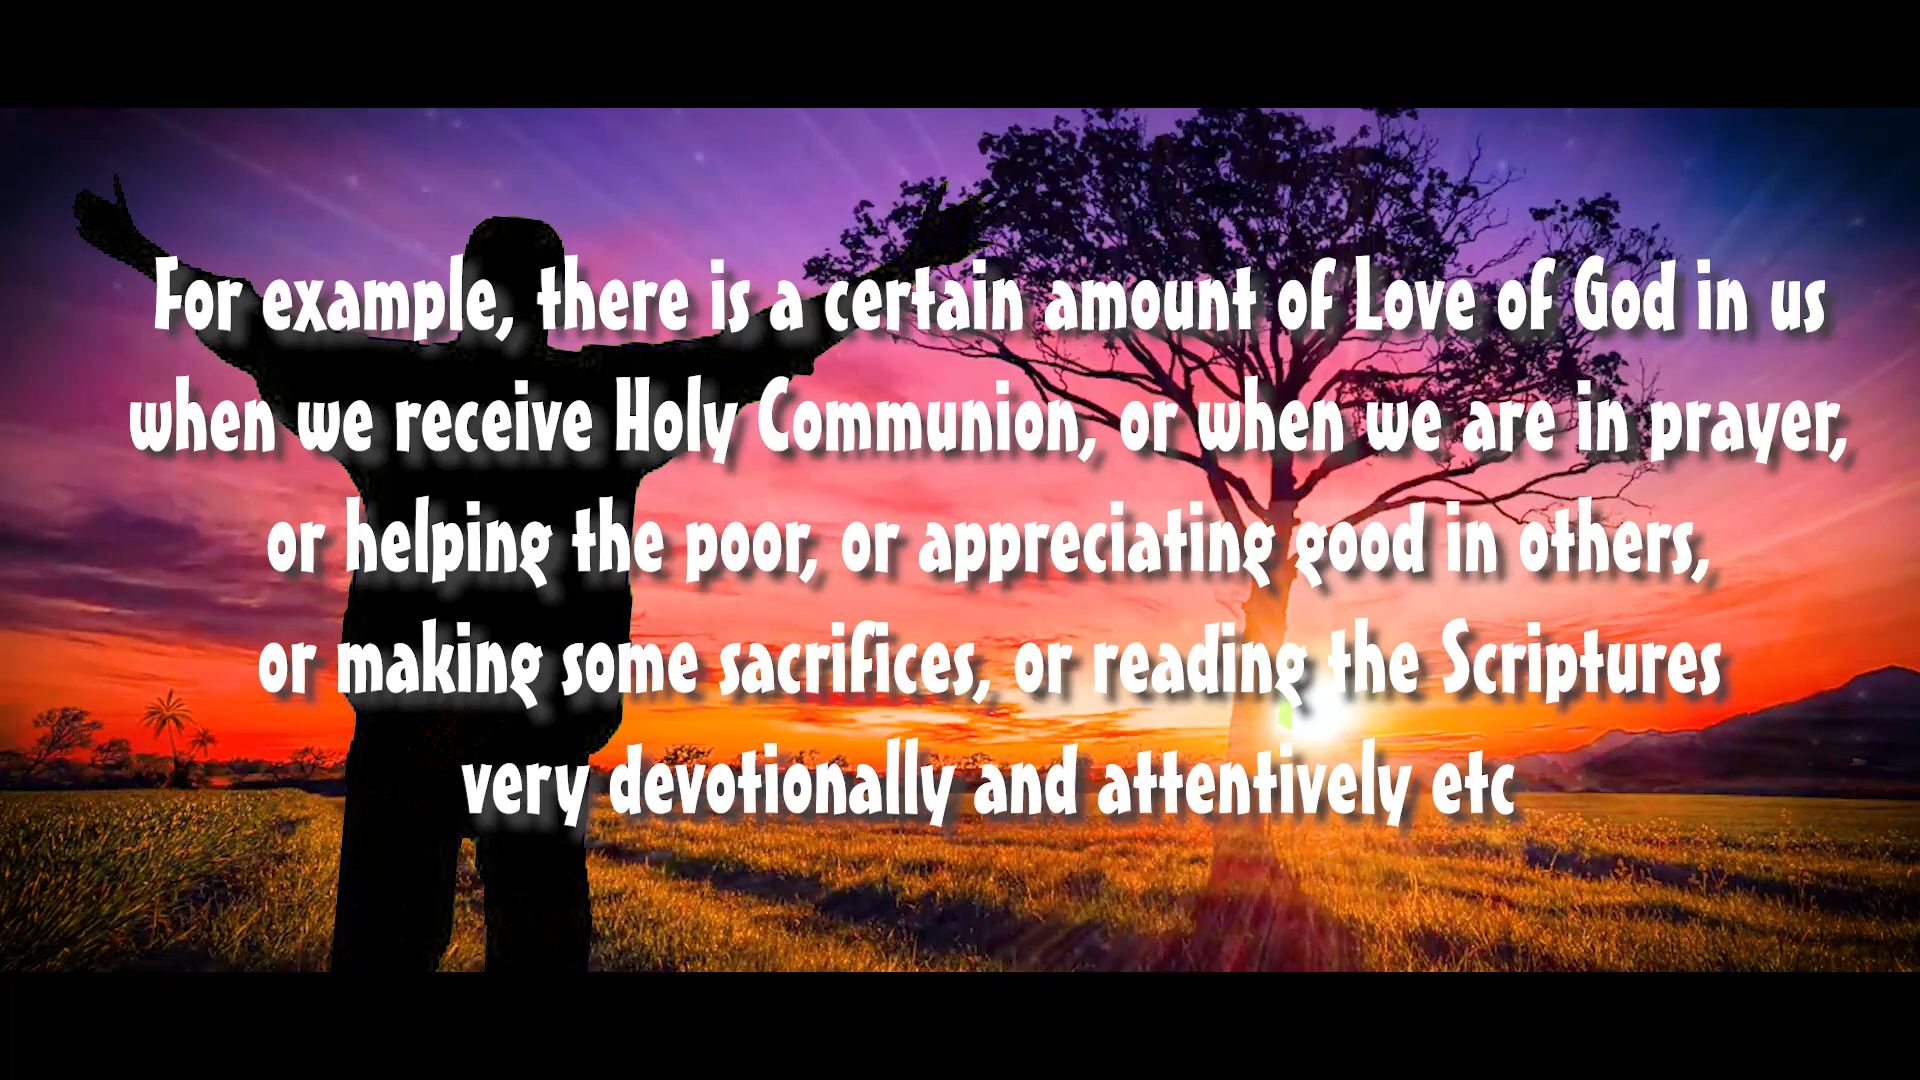 For example, there is a certain amount of Love of God in us
when we receive Holy Communion, or when we are in prayer,
or helping the poor, or appreciating good in others,
or making some sacrifices, or reading the Scriptures
very devotionally and attentively etc